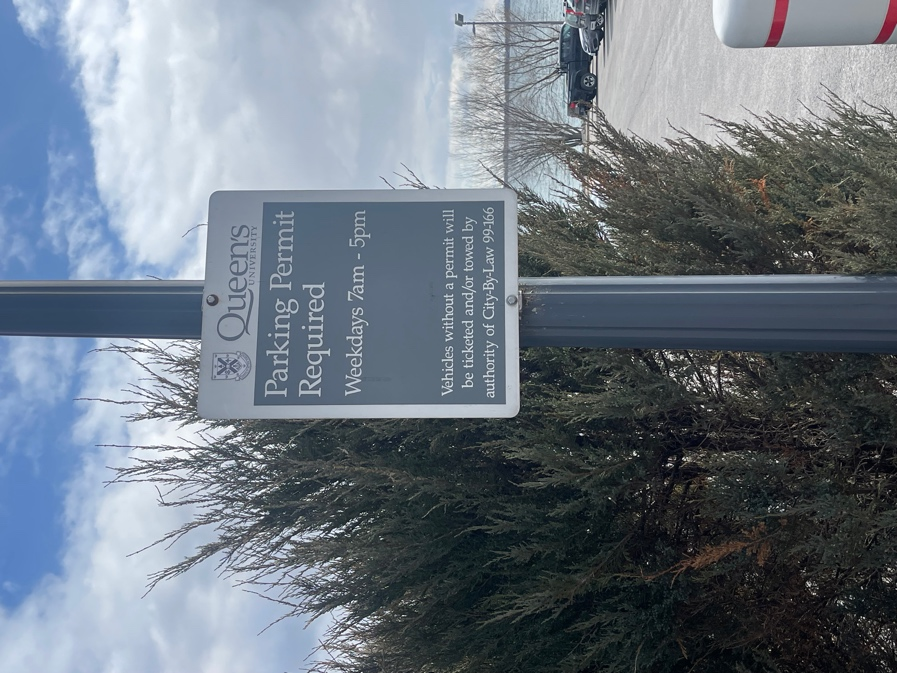 Queen's
UNIVERSITY
Parking Permit
Required
Weekdays 7am - 5pm
Vehicles without a permit will
be ticketed and/or towed by
authority of City-By-Law 99-166